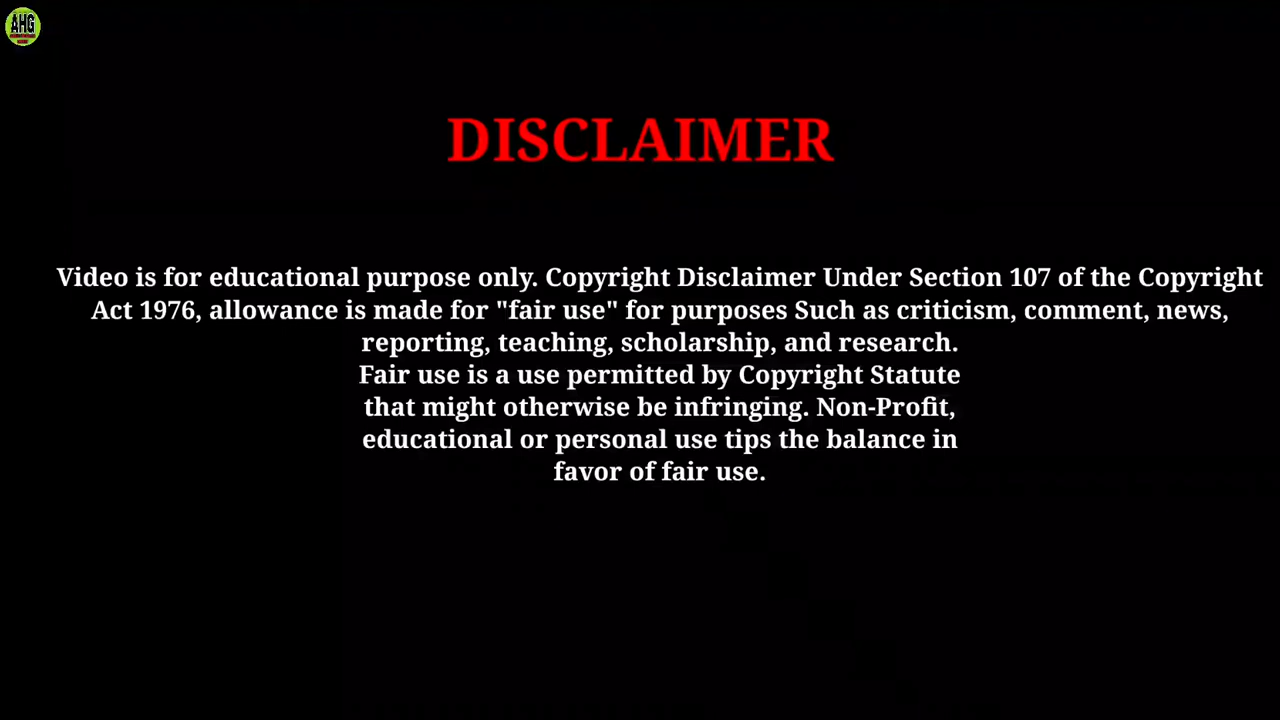 AHG
DISCLAIMER
Video is for educational purpose only. Copyright Disclaimer Under Section 107 of the Copyright
Act 1976, allowance is made for "fair use" for purposes Such as criticism, comment, news,
reporting, teaching, scholarship, and research.
Fair use is a use permitted by Copyright Statute
that might otherwise be infringing. Non-Profit,
educational or personal use tips the balance in
favor of fair use.